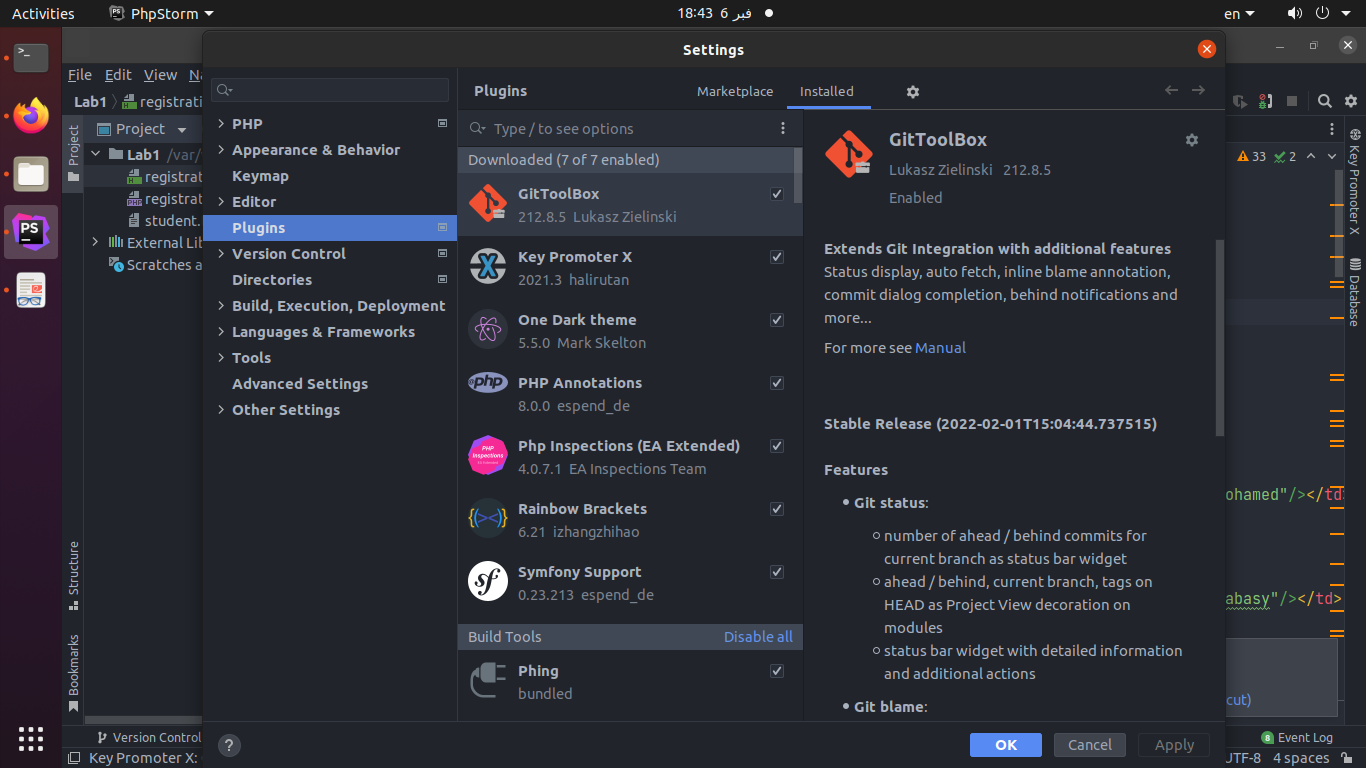 Activities
PhpStorm
18:43 6 فبر
en
Settings
File Edit View
Lab1 registrati
Project
Project
Lab1 /var/
registrat
registrat
student.
External Lib
Scratches a
Structure
Bookmarks
Version Control
Key Promoter X:
PHP
Appearance & Behavior
Keymap
Editor
Plugins
Version Control
Directories
Build, Execution, Deployment
Languages & Frameworks
Tools
Advanced Settings
Other Settings
Plugins
Marketplace
Installed
Type / to see options
Downloaded (7 of 7 enabled)
GitToolBox
212.8.5 Lukasz Zielinski
Key Promoter X
2021.3 halirutan
One Dark theme
5.5.0 Mark Skelton
php
PHP Annotations
8.0.0 espend_de
PHP
Inspections
Php Inspections (EA Extended)
4.0.7.1 EA Inspections Team
Rainbow Brackets
6.21 izhangzhihao
sf
Symfony Support
0.23.213 espend_de
Build Tools
Disable all
Phing
bundled
GitToolBox
Lukasz Zielinski 212.8.5
Enabled
Extends Git Integration with additional features
Status display, auto fetch, inline blame annotation,
commit dialog completion, behind notifications and
more...
For more see Manual
Stable Release (2022-02-01T15:04:44.737515)
Features
Git status:
number of ahead / behind commits for
current branch as status bar widget
ahead / behind, current branch, tags on
HEAD as Project View decoration on
modules
status bar widget with detailed information
and additional actions
Git blame:
?
OK
Cancel
Apply
33 2
Key Promoter X
Database
ohamed"/></td>
abasy"/></td>
cut)
8 Event Log
UTF-8 4 spaces
PS